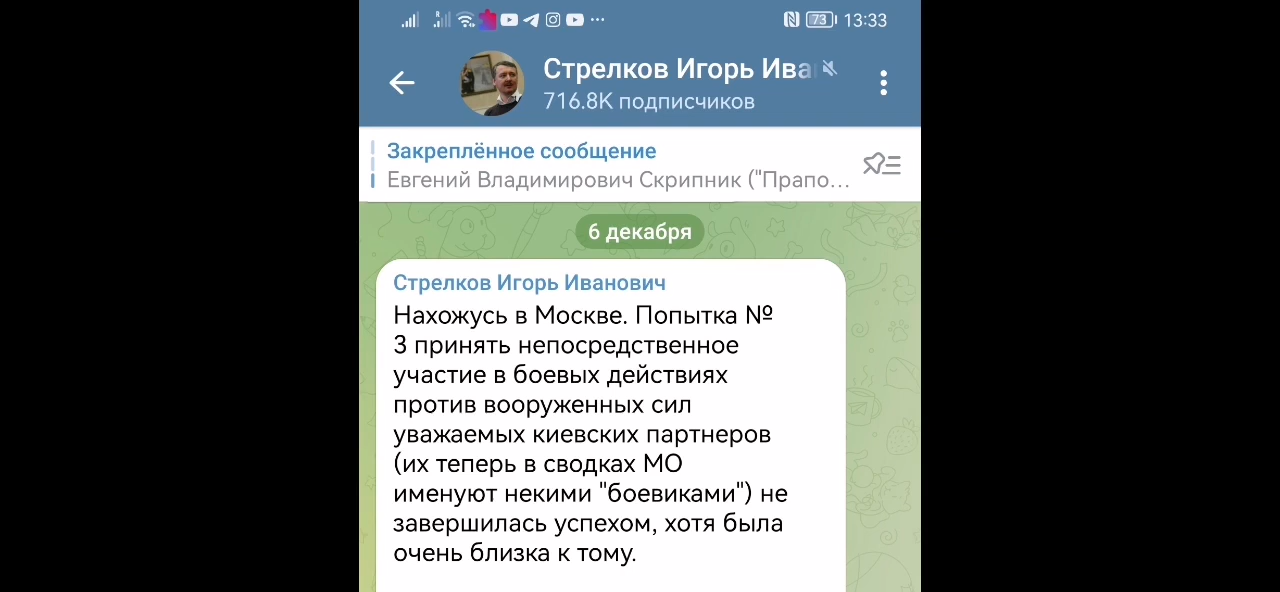 73 13:33
Стрелков Игорь Ива
716.8K подписчиков
Закреплённое сообщение
Евгений Владимирович Скрипник ("Прапо...
6 декабря
Стрелков Игорь Иванович
Нахожусь в Москве. Попытка №
3 принять непосредственное
участие в боевых действиях
против вооруженных сил
уважаемых киевских партнеров
(их теперь в сводках МО
именуют некими "боевиками") не
завершилась успехом, хотя была
очень близка к тому.